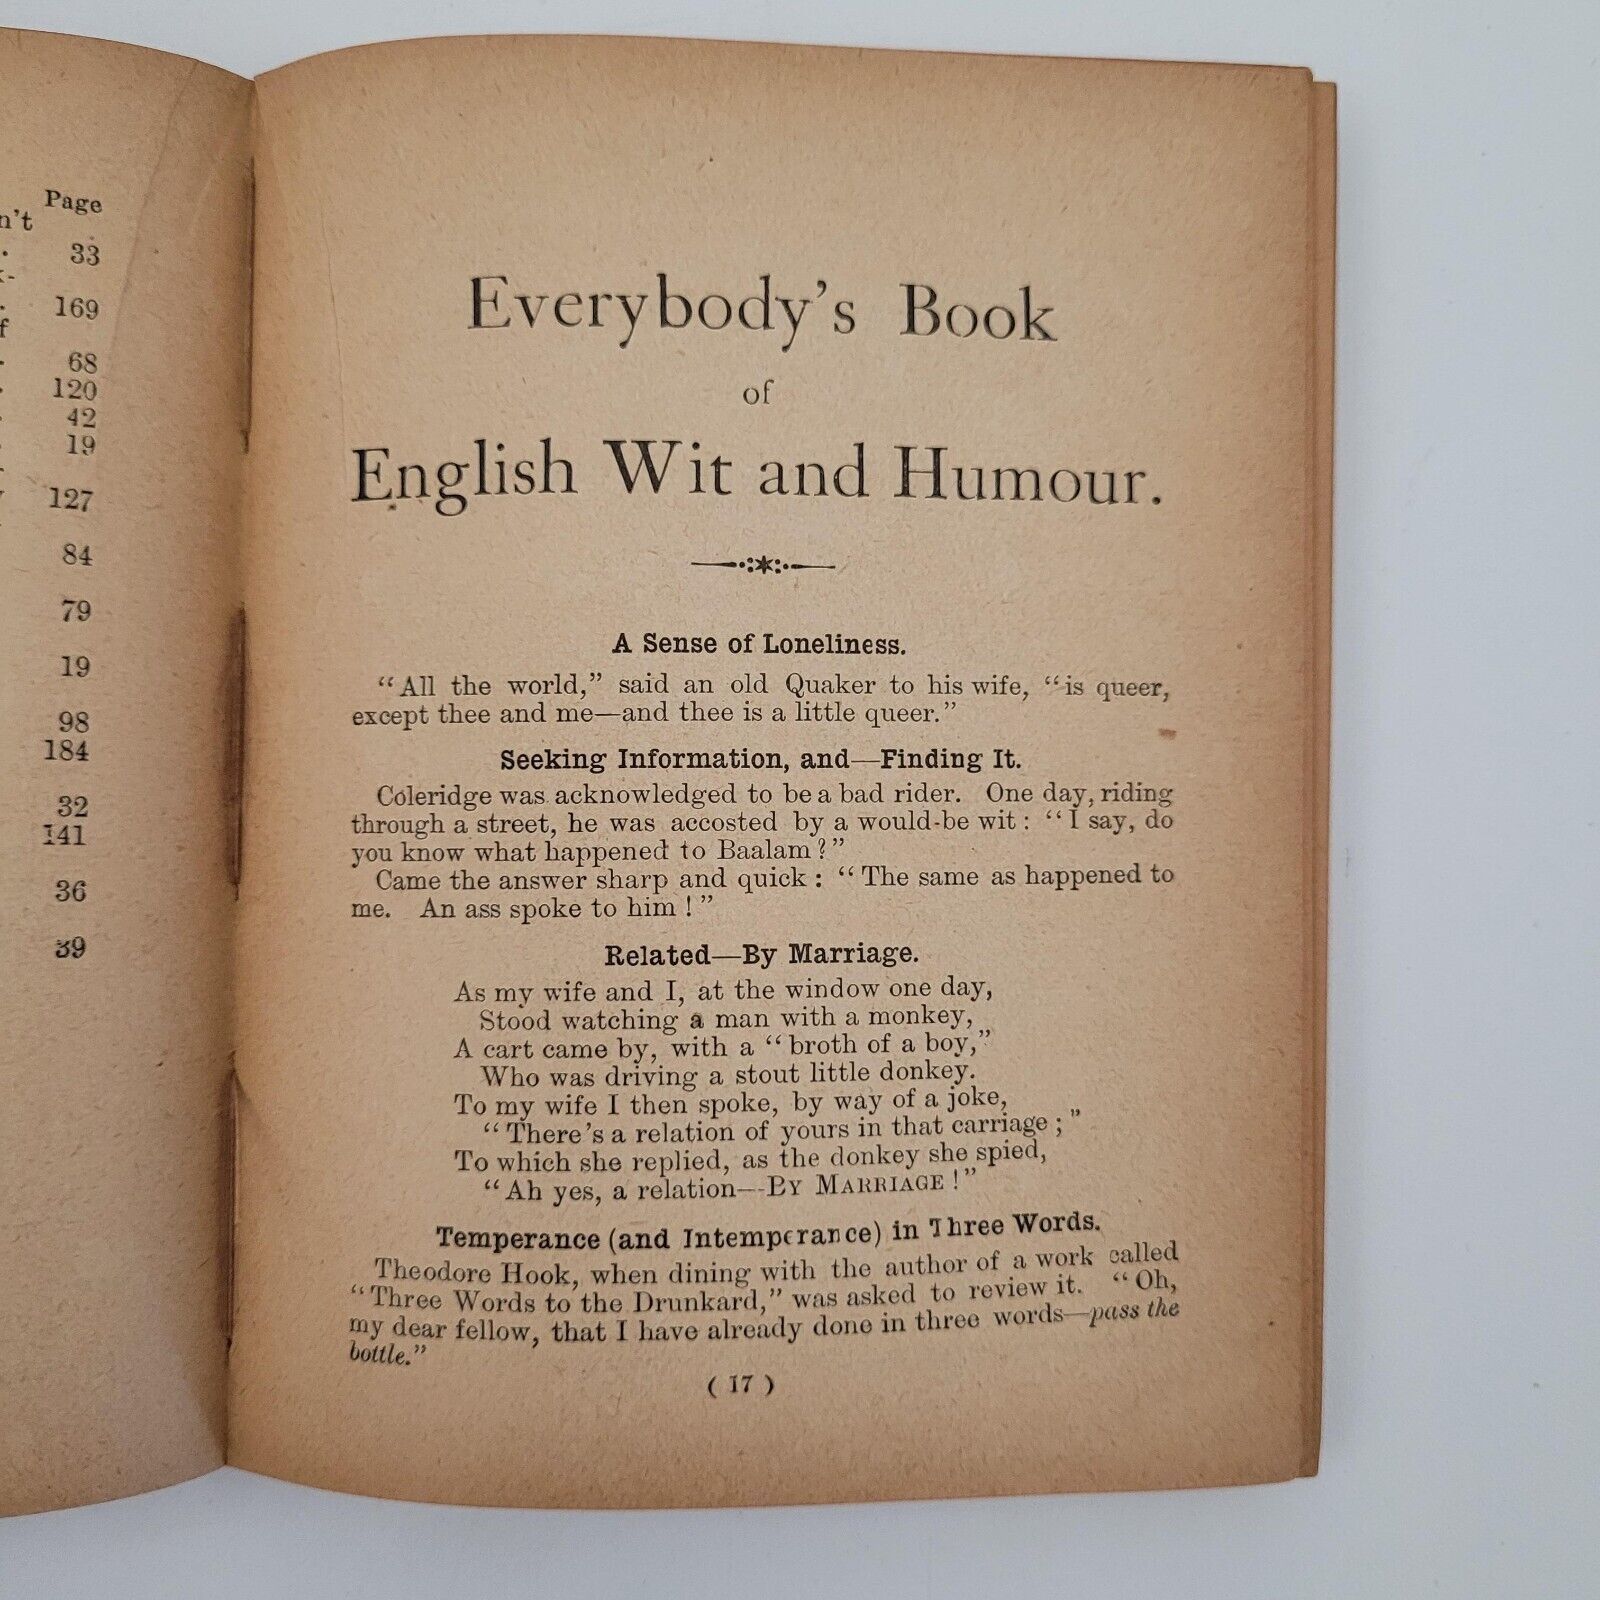 Page
n't
33
169
f
68
120
42
19
127
84
79
19
98
184
32
141
36
39
Everybody's Book
of
English Wit and Humour.
A Sense of Loneliness.
"All the world," said an old Quaker to his wife, "is queer,
except thee and me—and thee is a little queer."
Seeking Information, and—Finding It.
Coleridge was acknowledged to be a bad rider. One day, riding
through a street, he was accosted by a would-be wit: "I say, do
you know what happened to Baalam?"
Came the answer sharp and quick: "The same as happened to
me. An ass spoke to him!"
Related—By Marriage.
As my wife and I, at the window one day,
Stood watching a man with a monkey,
A cart came by, with a "broth of a boy,"
Who was driving a stout little donkey.
To my wife I then spoke, by way of a joke,
"There's a relation of yours in that carriage;"
To which she replied, as the donkey she spied,
"Ah yes, a relation—BY MARRIAGE!"
Temperance (and Intemperance) in Three Words.
Theodore Hook, when dining with the author of a work called
"Three Words to the Drunkard," was asked to review it. "Oh,
my dear fellow, that I have already done in three words—pass the
bottle."
( 17 )